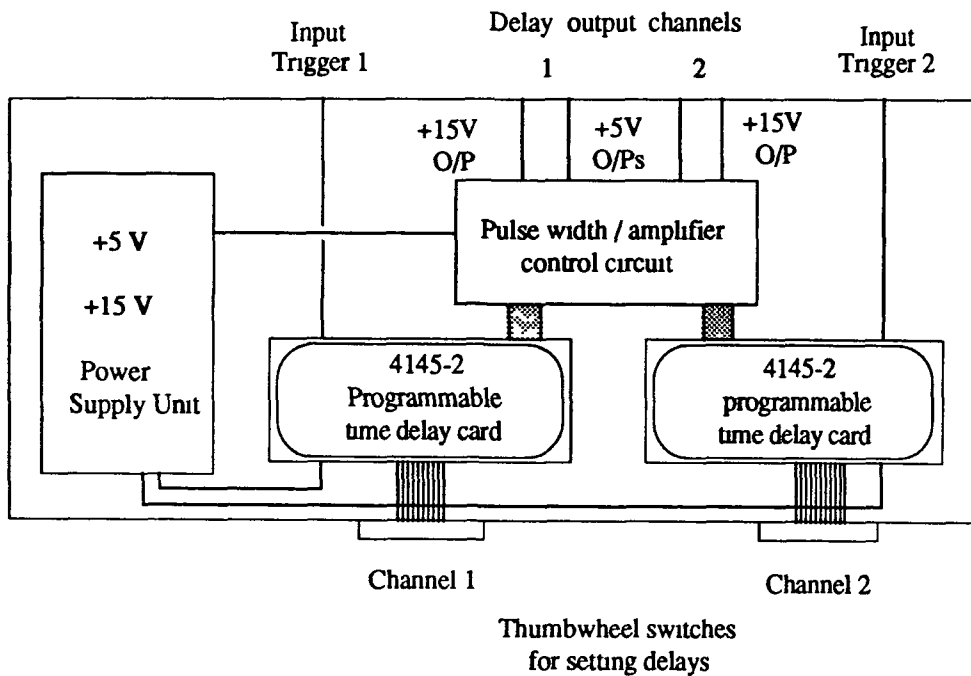 Input
Trigger 1
Delay output channels
1
2
Input
Trigger 2
+15V
O/P
+5V
O/Ps
+15V
O/P
+5 V
+15 V
Power
Supply Unit
Pulse width / amplifier
control circuit
4145-2
Programmable
time delay card
4145-2
programmable
time delay card
Channel 1
Channel 2
Thumbwheel switches
for setting delays